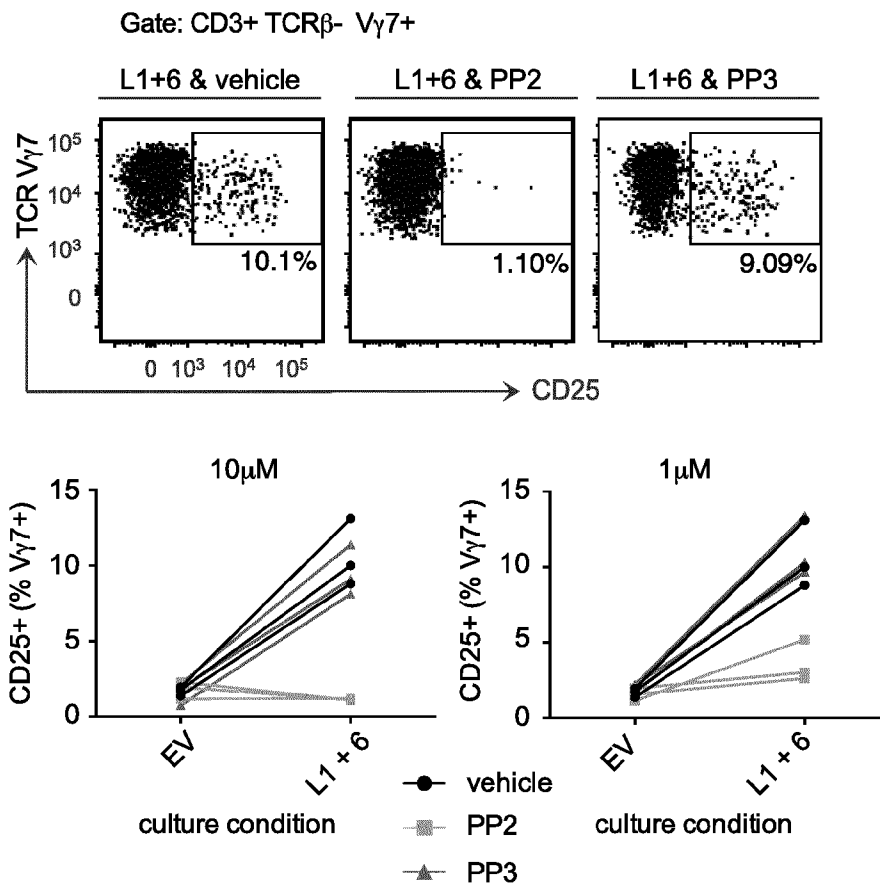 Gate: CD3+ TCRβ- Vγ7+
L1+6 & vehicle L1+6 & PP2 L1+6 & PP3
TCR Vγ7
10⁵
10⁴
10³
0
10.1% 1.10% 9.09%
0 10³ 10⁴ 10⁵
CD25
10μM 1μM
CD25+ (% Vγ7+)
15
10
5
0
EV L1 + 6
culture condition
CD25+ (% Vγ7+)
15
10
5
0
EV L1 + 6
culture condition
vehicle
PP2
PP3